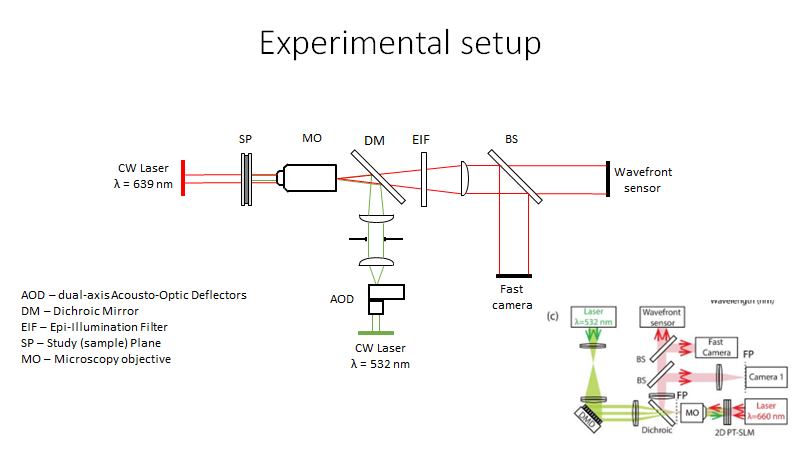 Experimental setup
SP
MO
DM
EIF
BS
CW Laser
λ = 639 nm
Wavefront
sensor
AOD
Fast
camera
CW Laser
λ = 532 nm
AOD – dual-axis Acousto-Optic Deflectors
DM – Dichroic Mirror
EIF – Epi-Illumination Filter
SP – Study (sample) Plane
MO – Microscopy objective
wavelength (nm)
(c)
Laser
λ=532 nm
Wavefront
sensor
BS
Fast
Camera
FP
BS
Camera 1
FP
DMD
MO
Laser
λ=660 nm
Dichroic
2D PT-SLM